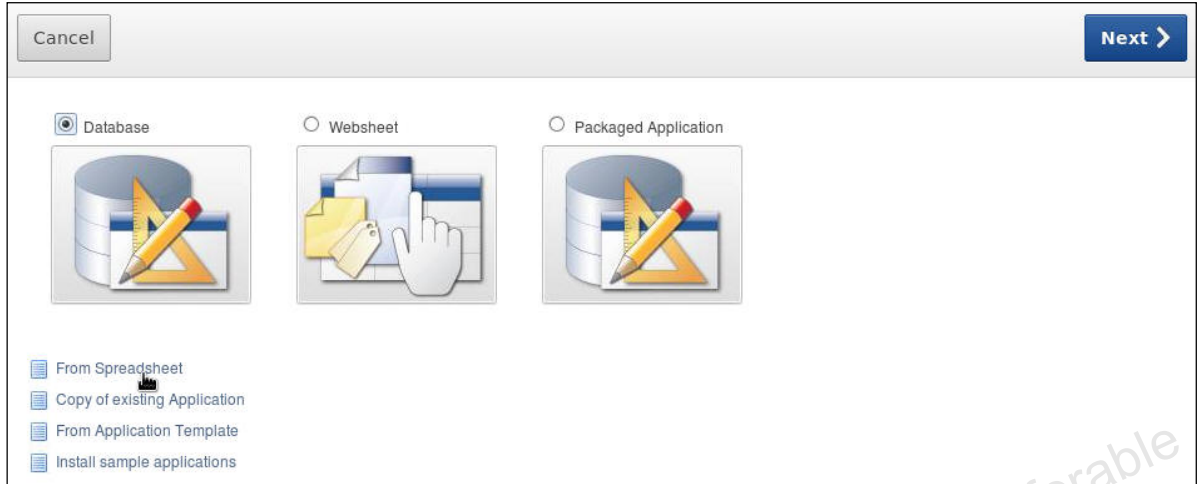 Cancel
Next
Database
Websheet
Packaged Application
From Spreadsheet
Copy of existing Application
From Application Template
Install sample applications